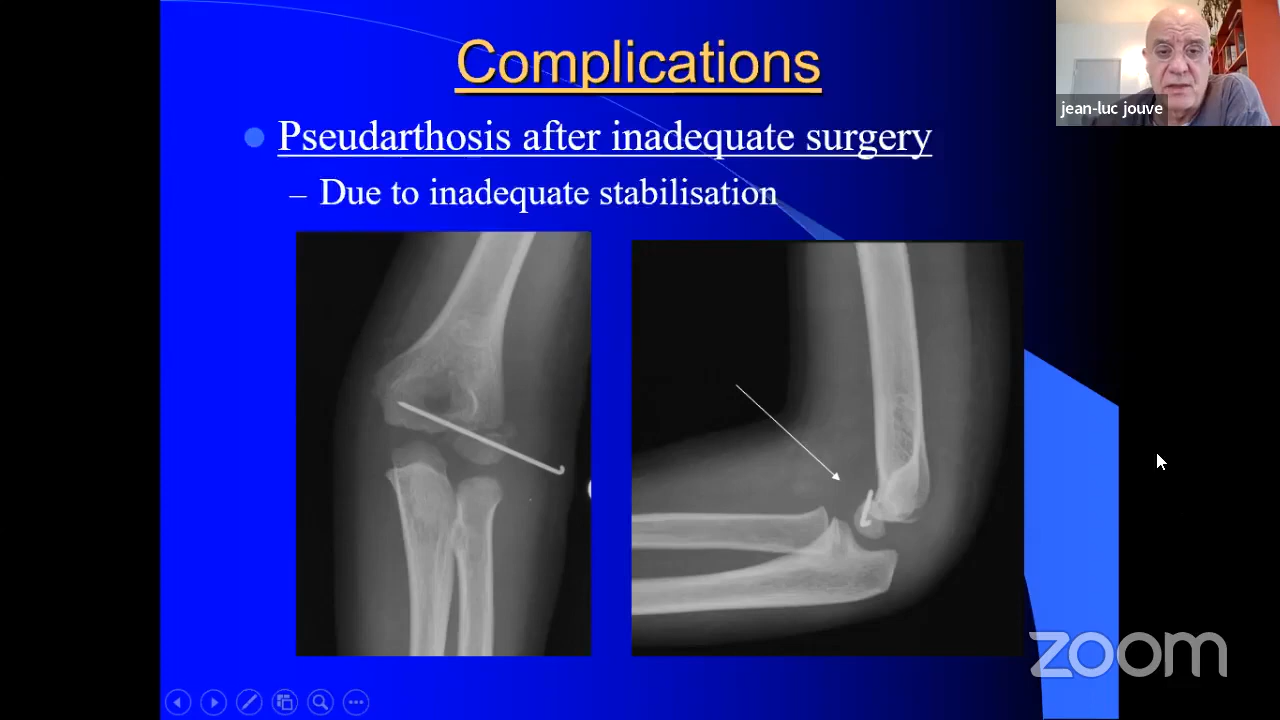 Complications
jean-luc jouve
Pseudarthosis after inadequate surgery
– Due to inadequate stabilisation
zoom